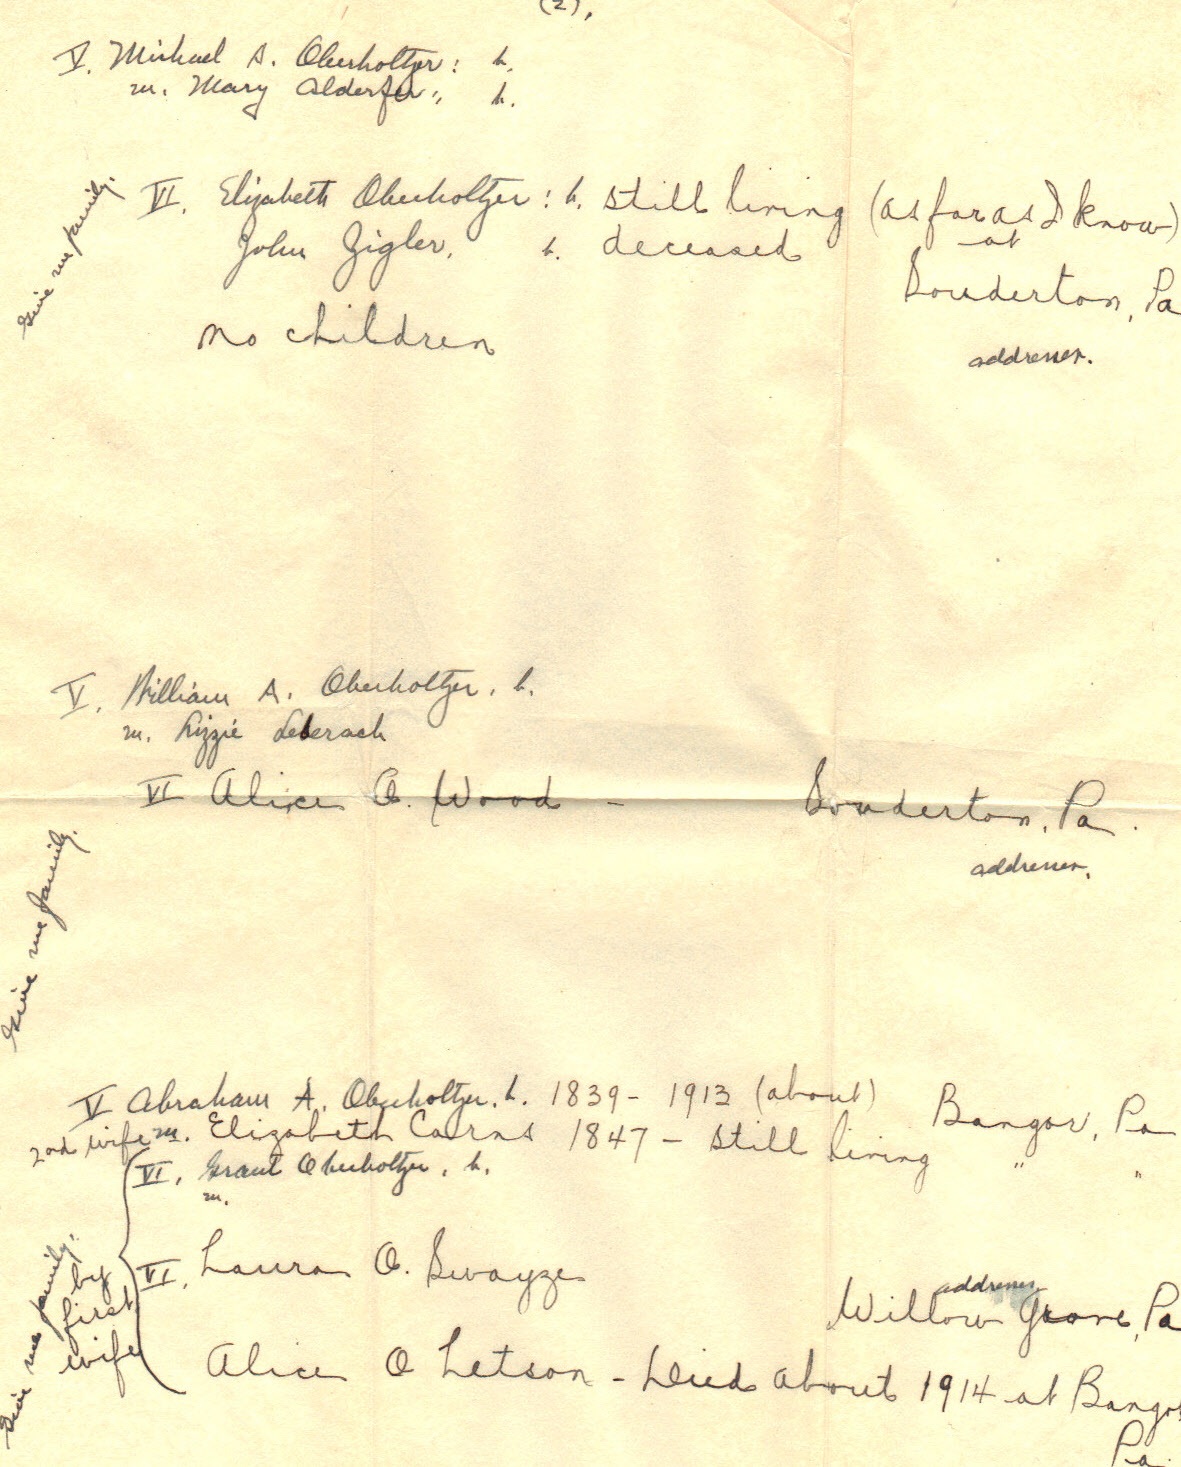 (2).
V. Michael A. Oberholtzer: b.
m. Mary Alderfer; b.
Give me family.
VI. Elizabeth Oberholtzer: b. still living (as far as I know)
John Zigler. b. deceased at
Souderton, Pa
No children
addresses.
V. William A. Oberholtzer. b.
m. Lizzie Delerach
VI Alice O. Wood - Souderton, Pa.
addresses.
Give me family.
V Abraham A. Oberholtzer. b. 1839 - 1913 (about) Bangor, Pa
2nd wife m. Elizabeth Cairns 1847 - still living " "
VI. Grant Oberholtzer. b.
m.
VI. Laura O. Swayze
addresses
Willow Grove, Pa
Give me family.
by
first
wife
Alice O Letson - Died about 1914 at Bangor
Pa.